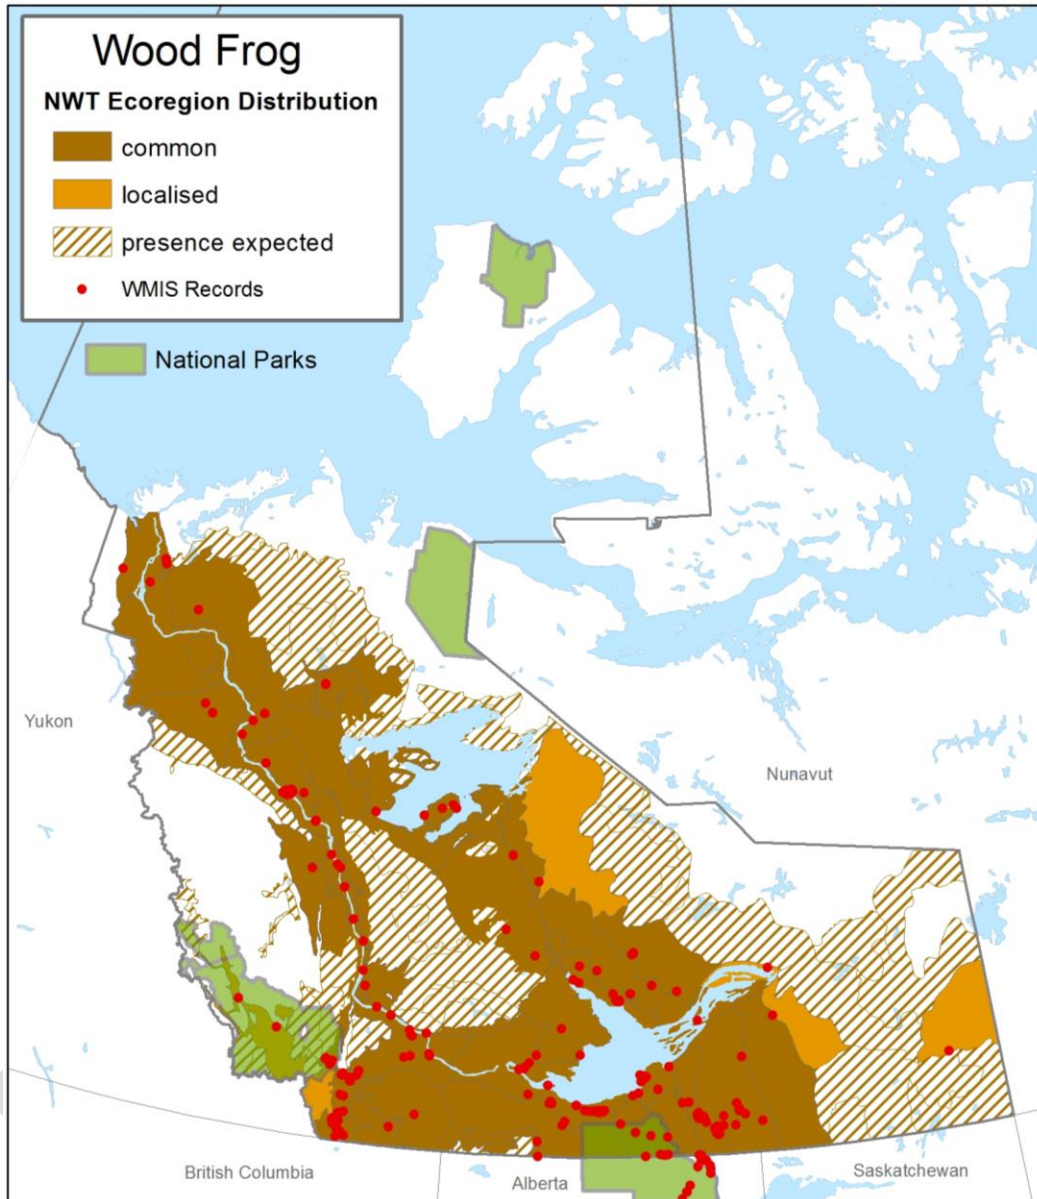 Wood Frog
NWT Ecoregion Distribution
common
localised
presence expected
WMIS Records
National Parks
Yukon
Nunavut
British Columbia
Alberta
Saskatchewan